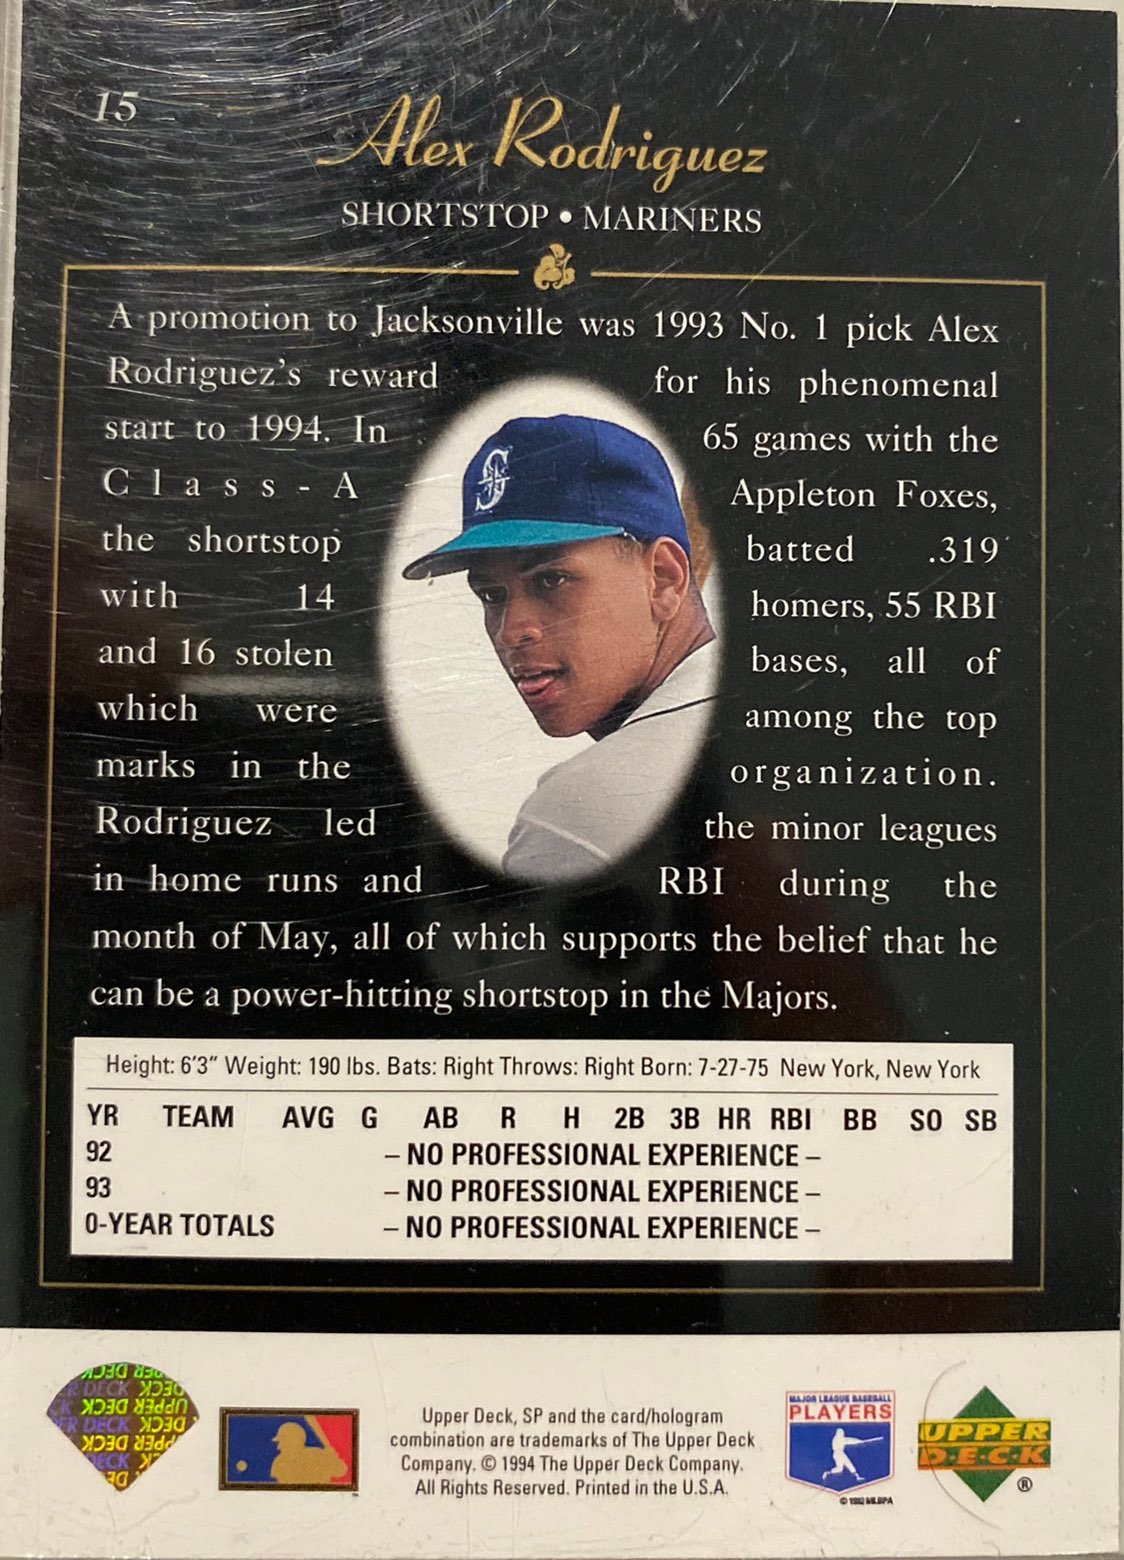 15
Alex Rodriguez
SHORTSTOP • MARINERS
A promotion to Jacksonville was 1993 No. 1 pick Alex
Rodriguez's reward for his phenomenal
start to 1994. In 65 games with the
Class-A Appleton Foxes,
the shortstop batted .319
with 14 homers, 55 RBI
and 16 stolen bases, all of
which were among the top
marks in the organization.
Rodriguez led the minor leagues
in home runs and RBI during the
month of May, all of which supports the belief that he
can be a power-hitting shortstop in the Majors.
Height: 6'3" Weight: 190 lbs. Bats: Right Throws: Right Born: 7-27-75 New York, New York
YR TEAM AVG G AB R H 2B 3B HR RBI BB SO SB
92 – NO PROFESSIONAL EXPERIENCE –
93 – NO PROFESSIONAL EXPERIENCE –
0-YEAR TOTALS – NO PROFESSIONAL EXPERIENCE –
UPPER DECK
Upper Deck, SP and the card/hologram
combination are trademarks of The Upper Deck
Company. © 1994 The Upper Deck Company.
All Rights Reserved. Printed in the U.S.A.
MAJOR LEAGUE BASEBALL
PLAYERS
© 1992 MLBPA
UPPER
DECK
®